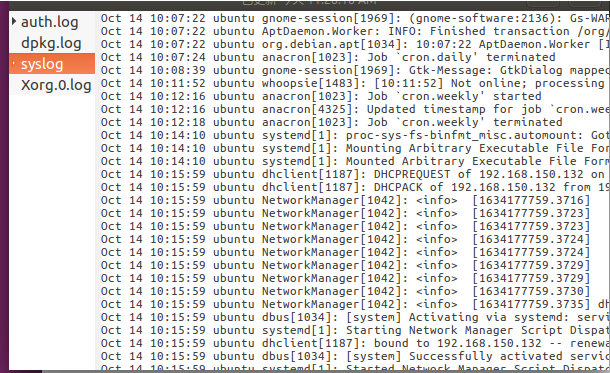 auth.log
dpkg.log
syslog
Xorg.0.log
Oct 14 10:07:22 ubuntu gnome-session[1969]: (gnome-software:2136): Gs-WAR
Oct 14 10:07:22 ubuntu AptDaemon.Worker: INFO: Finished transaction /org/
Oct 14 10:07:22 ubuntu org.debian.apt[1034]: 10:07:22 AptDaemon.Worker [I
Oct 14 10:07:24 ubuntu anacron[1023]: Job `cron.daily' terminated
Oct 14 10:08:39 ubuntu gnome-session[1969]: Gtk-Message: GtkDialog mapped
Oct 14 10:11:52 ubuntu whoopsie[1483]: [10:11:52] Not online; processing
Oct 14 10:12:16 ubuntu anacron[1023]: Job `cron.weekly' started
Oct 14 10:12:16 ubuntu anacron[4325]: Updated timestamp for job `cron.wee
Oct 14 10:12:18 ubuntu anacron[1023]: Job `cron.weekly' terminated
Oct 14 10:14:10 ubuntu systemd[1]: proc-sys-fs-binfmt_misc.automount: Got
Oct 14 10:14:10 ubuntu systemd[1]: Mounting Arbitrary Executable File For
Oct 14 10:14:10 ubuntu systemd[1]: Mounted Arbitrary Executable File Form
Oct 14 10:15:59 ubuntu dhclient[1187]: DHCPREQUEST of 192.168.150.132 on
Oct 14 10:15:59 ubuntu dhclient[1187]: DHCPACK of 192.168.150.132 from 19
Oct 14 10:15:59 ubuntu NetworkManager[1042]: <info> [1634177759.3716]
Oct 14 10:15:59 ubuntu NetworkManager[1042]: <info> [1634177759.3723]
Oct 14 10:15:59 ubuntu NetworkManager[1042]: <info> [1634177759.3723]
Oct 14 10:15:59 ubuntu NetworkManager[1042]: <info> [1634177759.3724]
Oct 14 10:15:59 ubuntu NetworkManager[1042]: <info> [1634177759.3724]
Oct 14 10:15:59 ubuntu NetworkManager[1042]: <info> [1634177759.3729]
Oct 14 10:15:59 ubuntu NetworkManager[1042]: <info> [1634177759.3729]
Oct 14 10:15:59 ubuntu NetworkManager[1042]: <info> [1634177759.3730]
Oct 14 10:15:59 ubuntu NetworkManager[1042]: <info> [1634177759.3735] dh
Oct 14 10:15:59 ubuntu dbus[1034]: [system] Activating via systemd: servi
Oct 14 10:15:59 ubuntu systemd[1]: Starting Network Manager Script Dispat
Oct 14 10:15:59 ubuntu dhclient[1187]: bound to 192.168.150.132 -- renewa
Oct 14 10:15:59 ubuntu dbus[1034]: [system] Successfully activated servic
Oct 14 10:15:59 ubuntu systemd[1]: Started Network Manager Script Dispatc